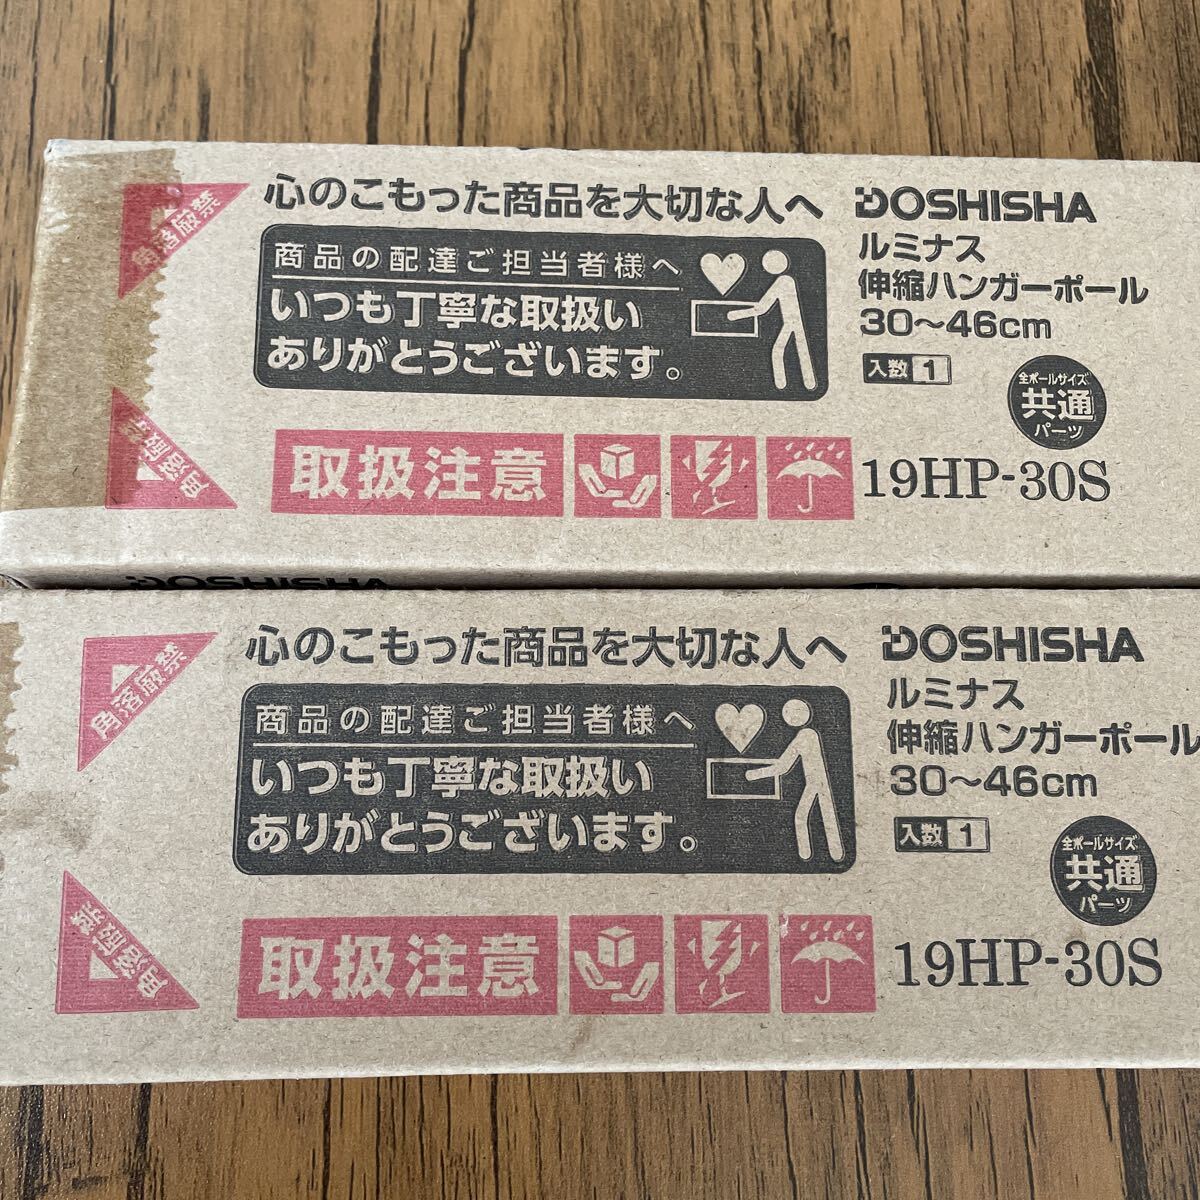 心のこもった商品を大切な人へ
商品の配達ご担当者様へ
いつも丁寧な取扱い
ありがとうございます。
角落厳禁
角落厳禁
取扱注意
DOSHISHA
ルミナス
伸縮ハンガーポール
30～46cm
入数 1
全ポールサイズ
共通
パーツ
19HP-30S
DOSHISHA
心のこもった商品を大切な人へ
商品の配達ご担当者様へ
いつも丁寧な取扱い
ありがとうございます。
角落厳禁
角落厳禁
取扱注意
DOSHISHA
ルミナス
伸縮ハンガーポール
30～46cm
入数 1
全ポールサイズ
共通
パーツ
19HP-30S